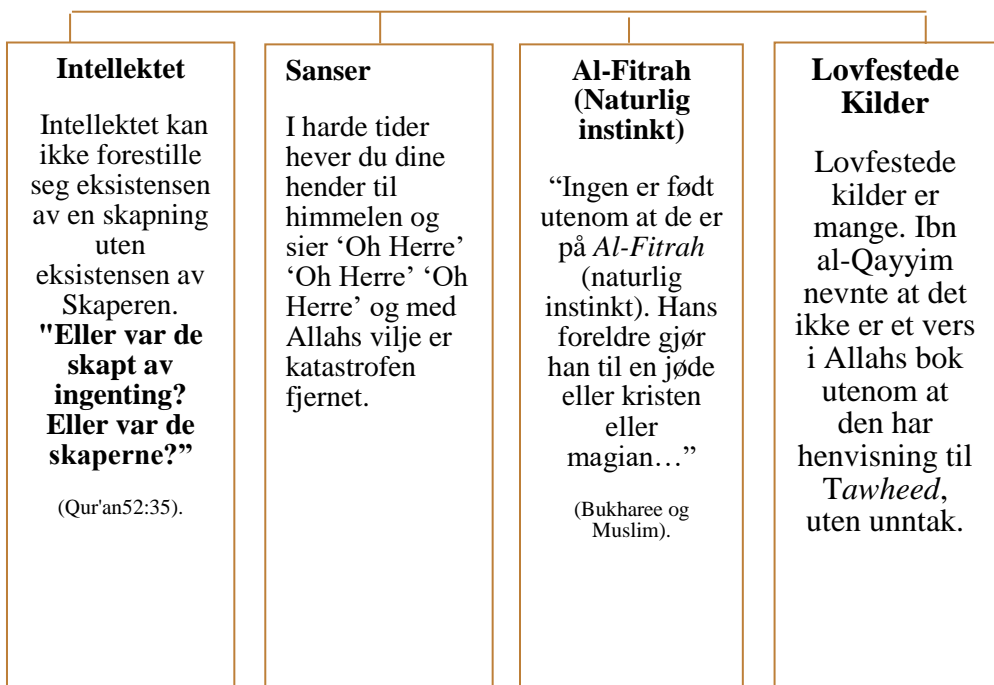 Intellektet
Intellektet kan
ikke forestille
seg eksistensen
av en skapning
uten
eksistensen av
Skaperen.
"Eller var de
skapt av
ingenting?
Eller var de
skaperne?”
(Qur'an52:35).
Sanser
I harde tider
hever du dine
hender til
himmelen og
sier ‘Oh Herre’
‘Oh Herre’ ‘Oh
Herre’ og med
Allahs vilje er
katastrofen
fjernet.
Al-Fitrah
(Naturlig
instinkt)
“Ingen er født
utenom at de er
på Al-Fitrah
(naturlig
instinkt). Hans
foreldre gjør
han til en jøde
eller kristen
eller
magian…”
(Bukharee og
Muslim).
Lovfestede
Kilder
Lovfestede
kilder er
mange. Ibn
al-Qayyim
nevnte at det
ikke er et vers
i Allahs bok
utenom at
den har
henvisning til
Tawheed,
uten unntak.